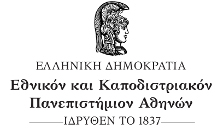 ΕΛΛΗΝΙΚΗ ΔΗΜΟΚΡΑΤΙΑ
Εθνικόν και Καποδιστριακόν
Πανεπιστήμιον Αθηνών
ΙΔΡΥΘΕΝ ΤΟ 1837